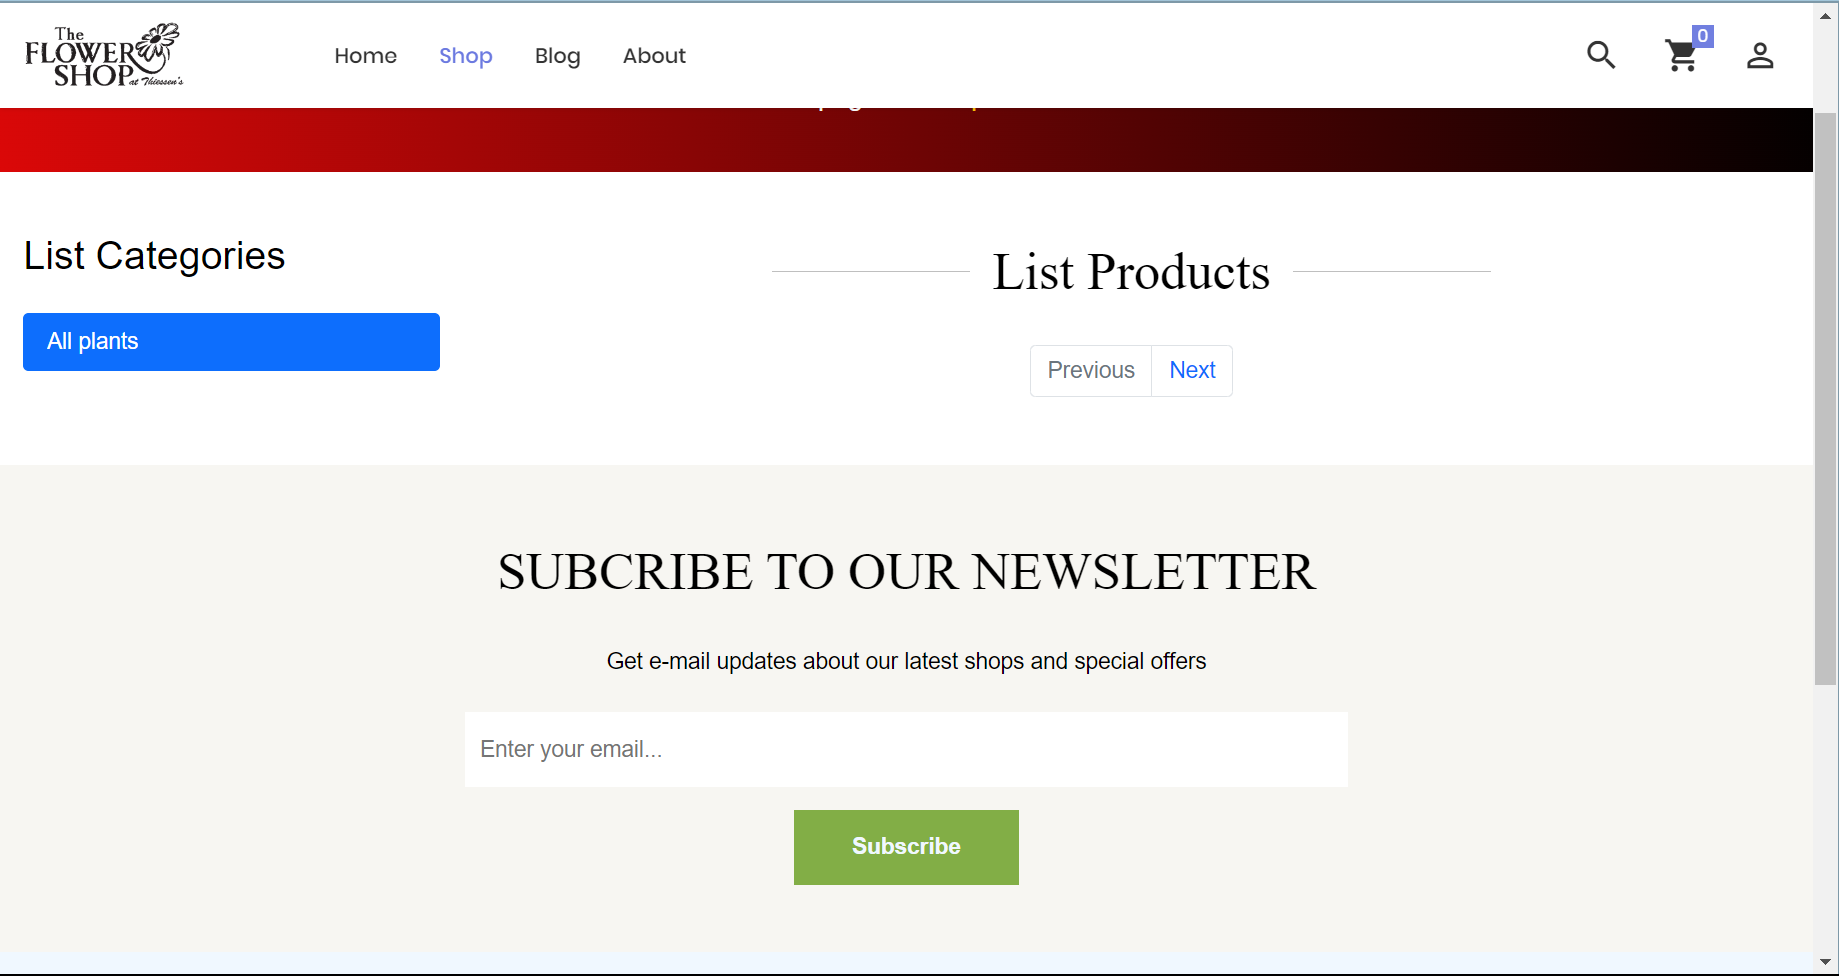 The
FLOWER
SHOP
at Thiessen's
Home Shop Blog About
0
List Categories
All plants
List Products
Previous Next
SUBCRIBE TO OUR NEWSLETTER
Get e-mail updates about our latest shops and special offers
Enter your email...
Subscribe